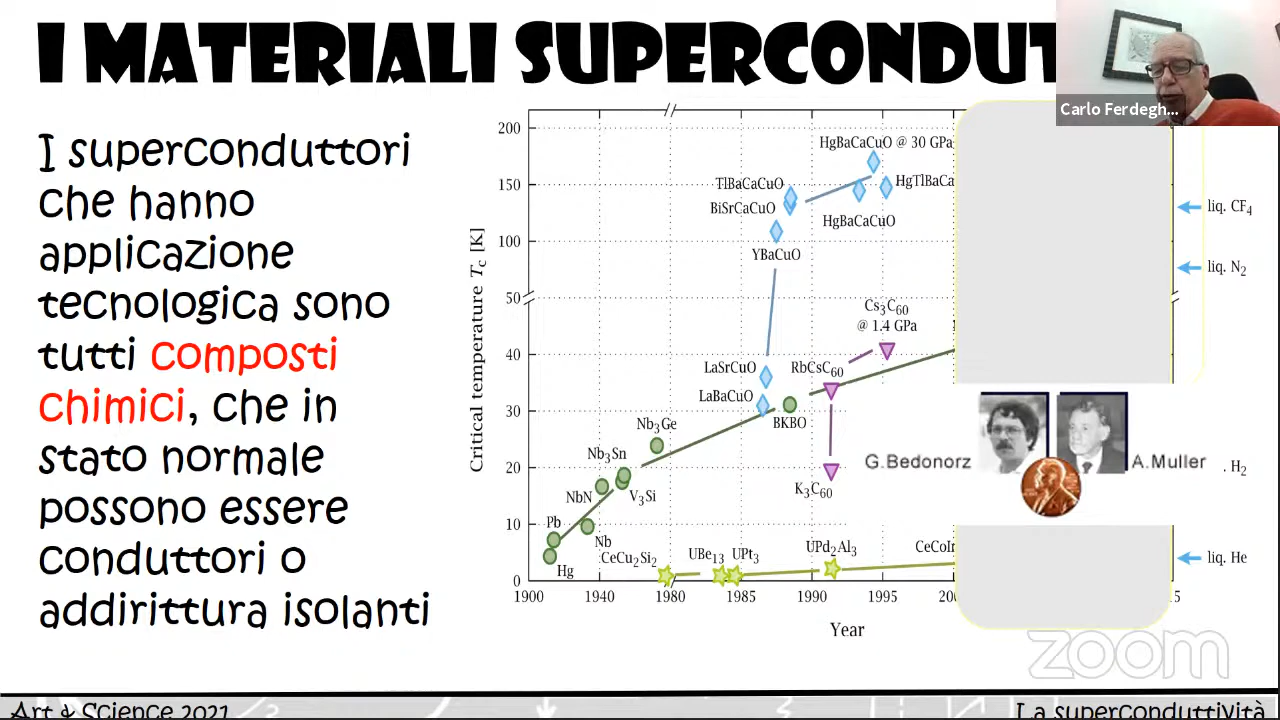 I MATERIALI SUPERCONDUT
Carlo Ferdegh...
I superconduttori
che hanno
applicazione
tecnologica sono
tutti composti
chimici, che in
stato normale
possono essere
conduttori o
addirittura isolanti
Critical temperature Tc [K]
200
150
100
50
40
30
20
10
0
HgBaCaCuO @ 30 GPa
TlBaCaCuO
HgTlBaCa
BiSrCaCuO
HgBaCaCuO
YBaCuO
Cs3C60
@ 1.4 GPa
LaSrCuO
RbCsC60
LaBaCuO
BKBO
Nb3Ge
Nb3Sn
NbN
V3Si
K3C60
Pb
Nb
Hg
CeCu2Si2
UBe13
UPt3
UPd2Al3
CeCoIn
liq. CF4
liq. N2
. H2
liq. He
G.Bedonorz
A.Muller
1900 1940 1980 1985 1990 1995 200 5
Year
zoom
Art & Science 2021
La superconduttività